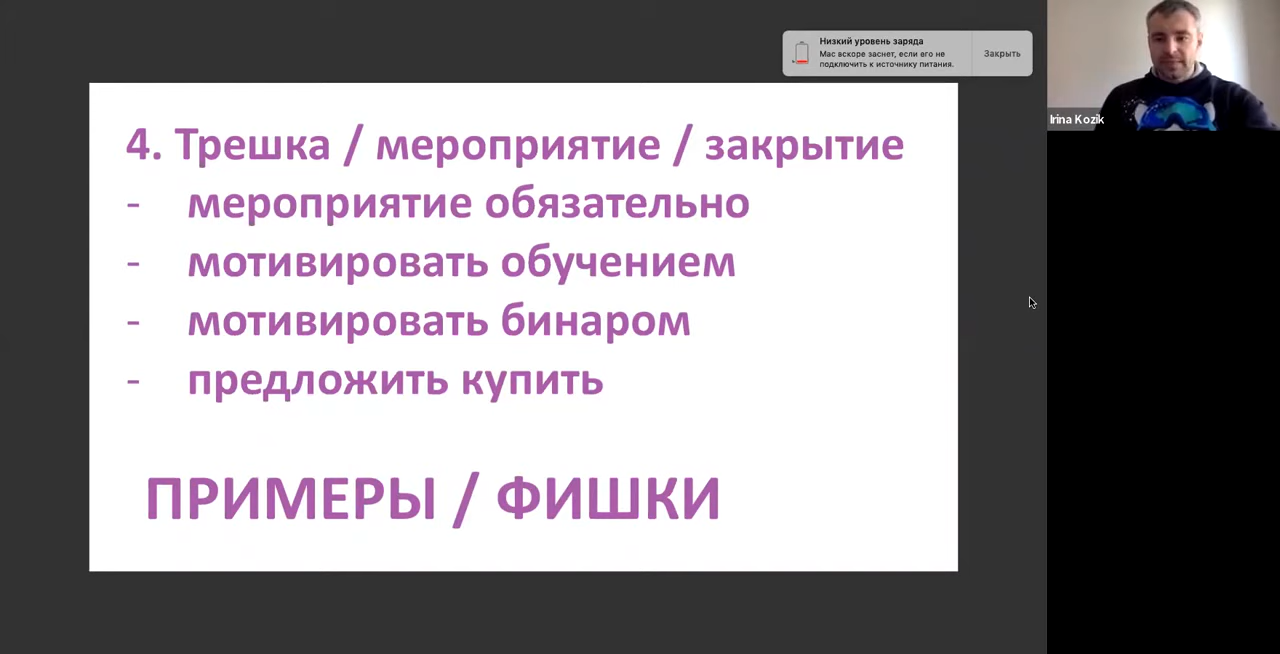 Низкий уровень заряда
Mac вскоре заснет, если его не
подключить к источнику питания.
Закрыть
Irina Kozik
4. Трешка / мероприятие / закрытие
- мероприятие обязательно
- мотивировать обучением
- мотивировать бинаром
- предложить купить
ПРИМЕРЫ / ФИШКИ